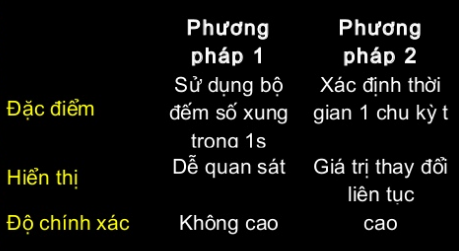 Phương Phương
pháp 1 pháp 2
Sử dụng bộ Xác định thời
Đặc điểm đếm số xung gian 1 chu kỳ t
trong 1s
Dễ quan sát Giá trị thay đổi
Hiển thị liên tục
Độ chính xác Không cao cao